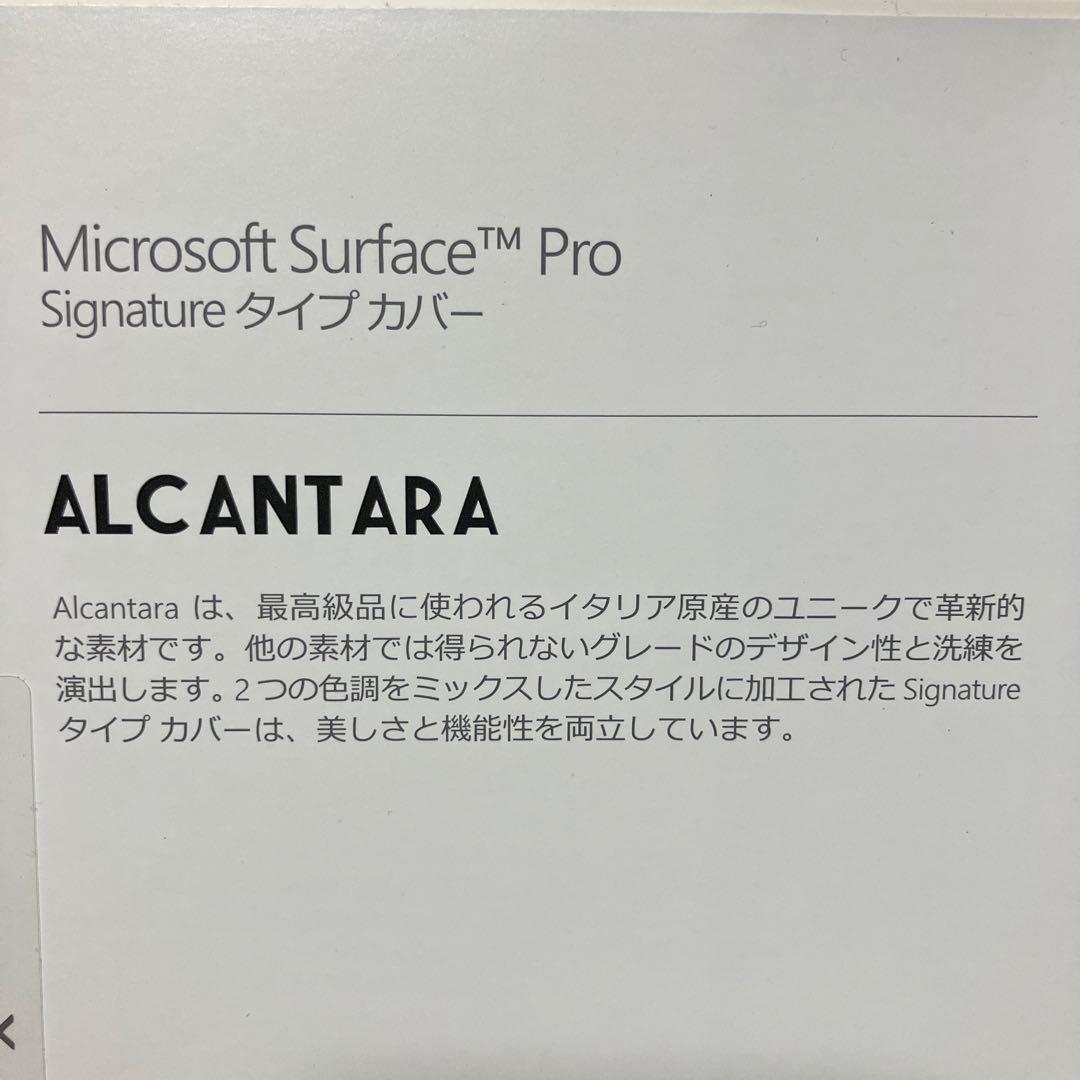 Microsoft Surface™ Pro
Signature タイプ カバー
ALCANTARA
Alcantara は、最高級品に使われるイタリア原産のユニークで革新的
な素材です。他の素材では得られないグレードのデザイン性と洗練を
演出します。2 つの色調をミックスしたスタイルに加工された Signature
タイプ カバーは、美しさと機能性を両立しています。